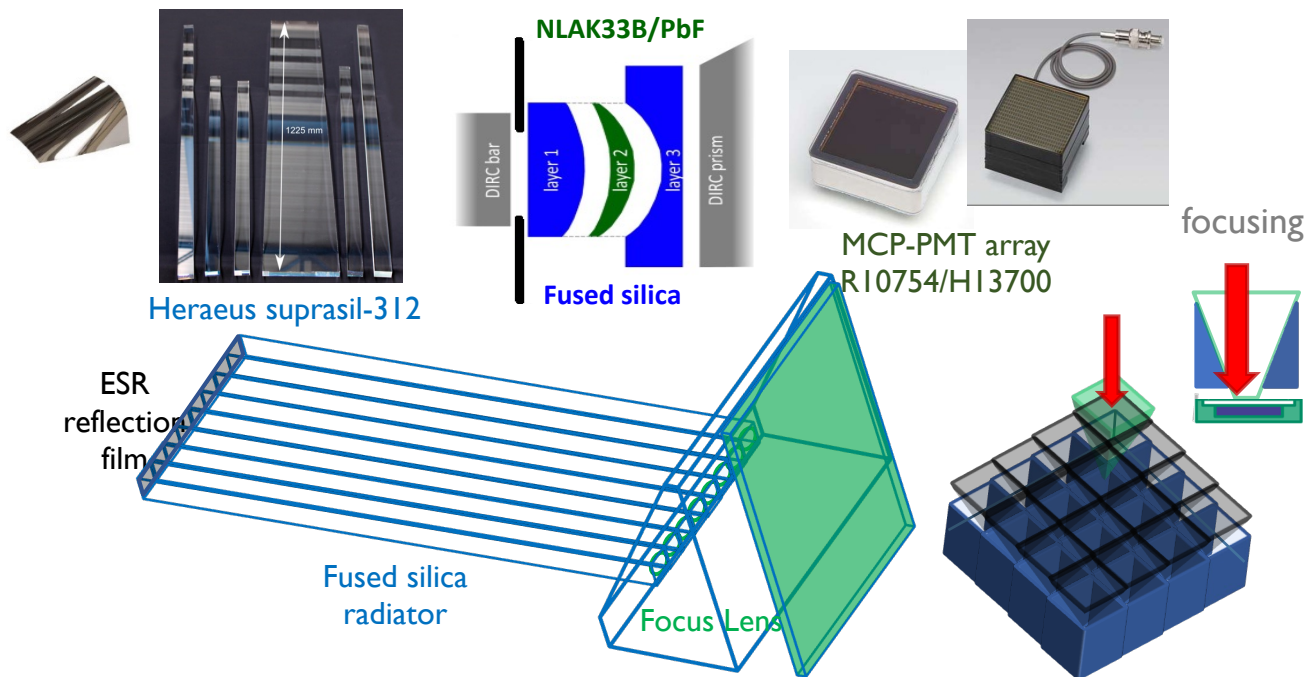 NLAK33B/PbF
1225 mm
DIRC bar
layer 1
layer 2
layer 3
DIRC prism
Fused silica
Heraeus suprasil-312
MCP-PMT array
R10754/H13700
focusing
ESR
reflection
film
Fused silica
radiator
Focus Lens